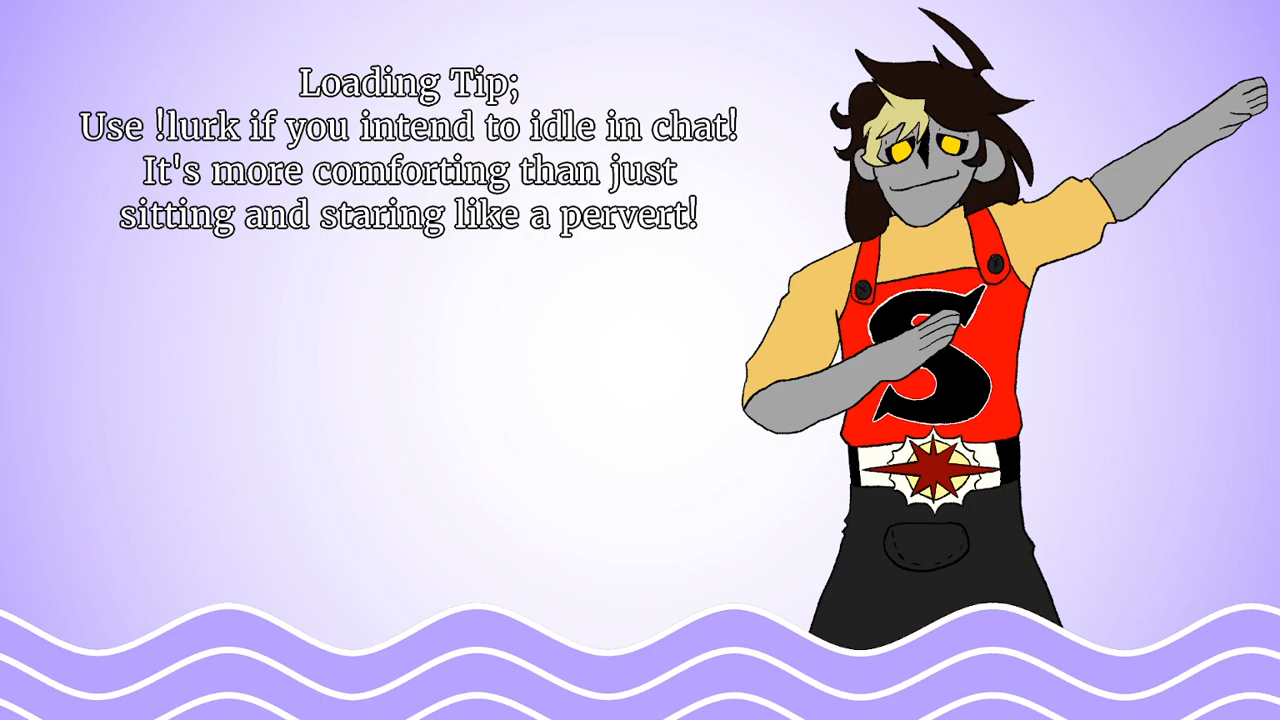 Loading Tip;
Use !lurk if you intend to idle in chat!
It's more comforting than just
sitting and staring like a pervert!
S